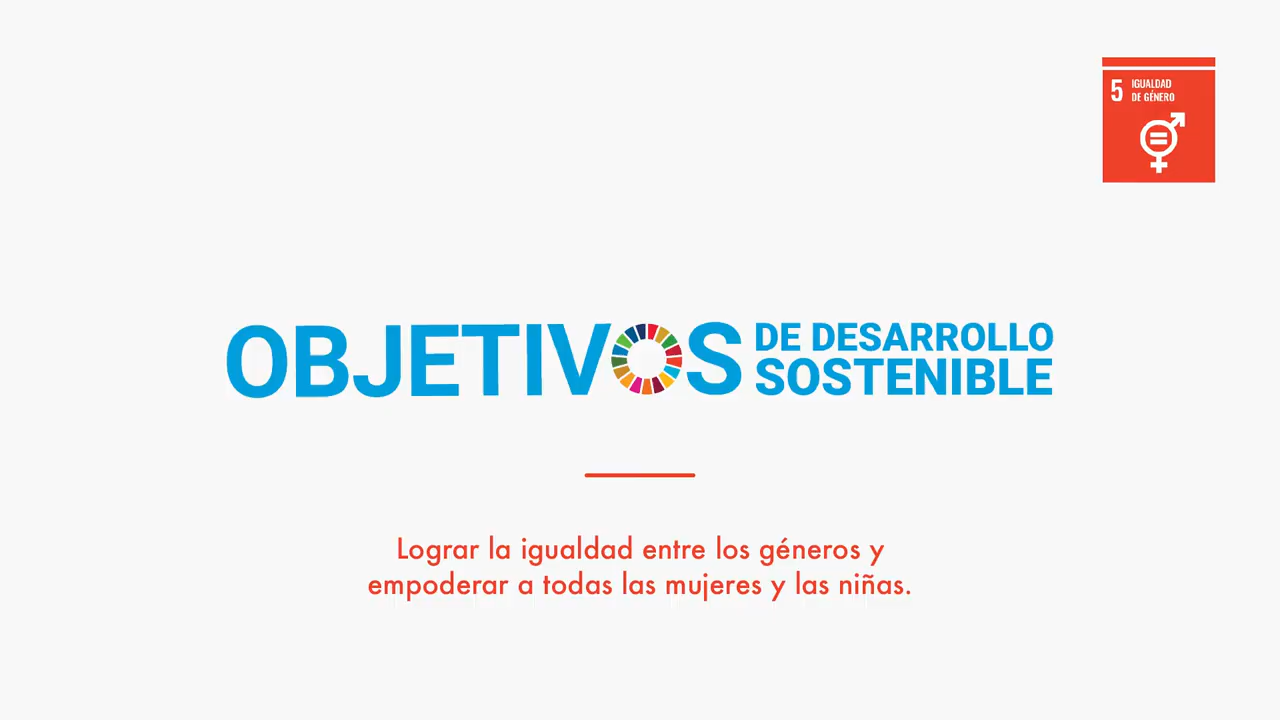 5 IGUALDAD
DE GÉNERO
OBJETIVOS DE DESARROLLO
SOSTENIBLE
Lograr la igualdad entre los géneros y
empoderar a todas las mujeres y las niñas.